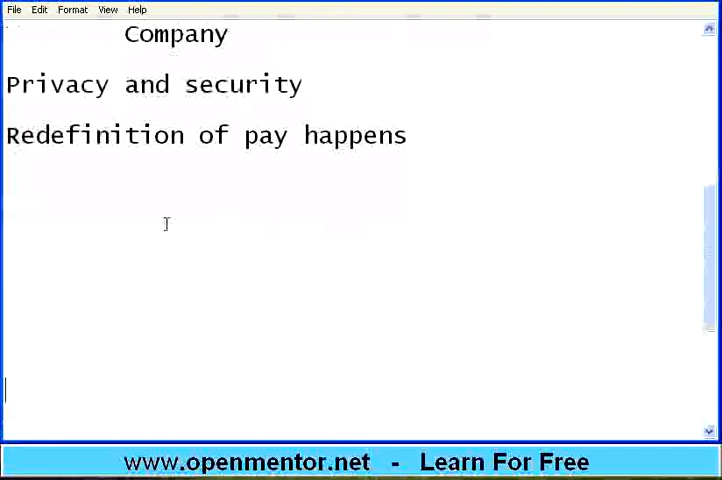 File Edit Format View Help
Company
Privacy and security
Redefinition of pay happens
www.openmentor.net - Learn For Free